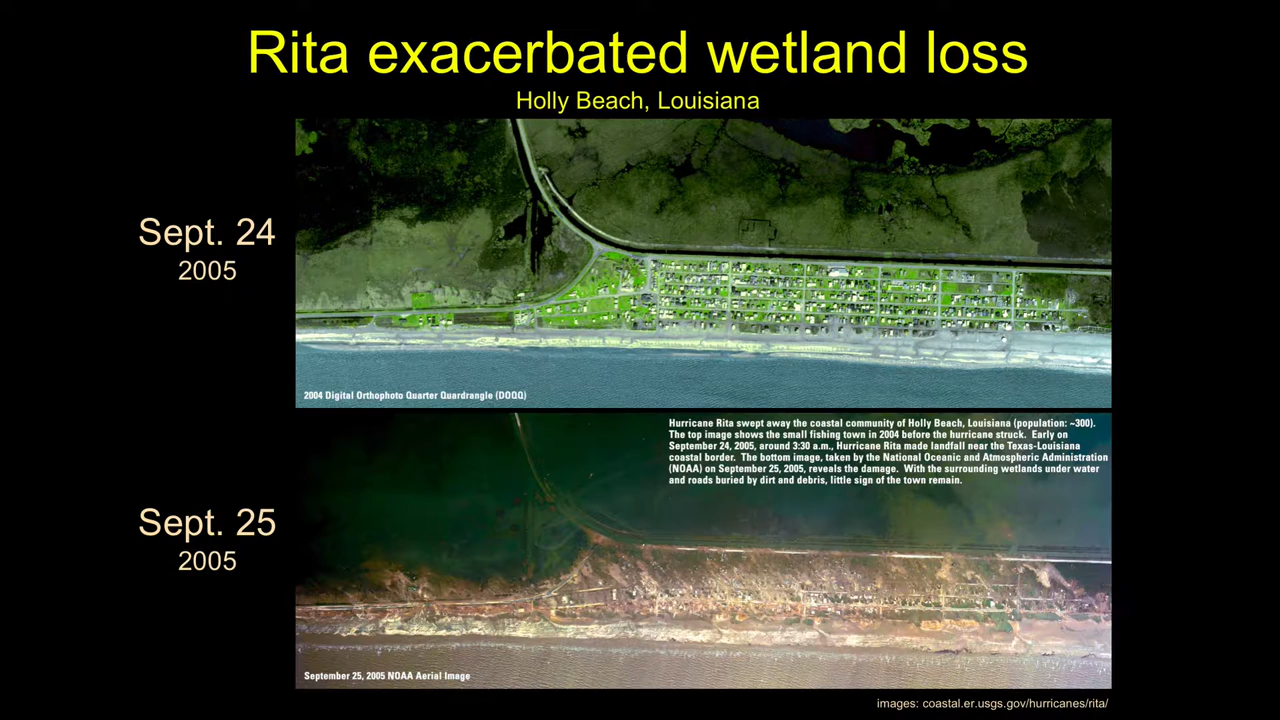 Rita exacerbated wetland loss
Holly Beach, Louisiana
Sept. 24
2005
2004 Digital Orthophoto Quarter Quardrangle (DOQQ)
Hurricane Rita swept away the coastal community of Holly Beach, Louisiana (population: ~300).
The top image shows the small fishing town in 2004 before the hurricane struck. Early on
September 24, 2005, around 3:30 a.m., Hurricane Rita made landfall near the Texas-Louisiana
coastal border. The bottom image, taken by the National Oceanic and Atmospheric Administration
(NOAA) on September 25, 2005, reveals the damage. With the surrounding wetlands under water
and roads buried by dirt and debris, little sign of the town remain.
Sept. 25
2005
September 25, 2005 NOAA Aerial Image
images: coastal.er.usgs.gov/hurricanes/rita/